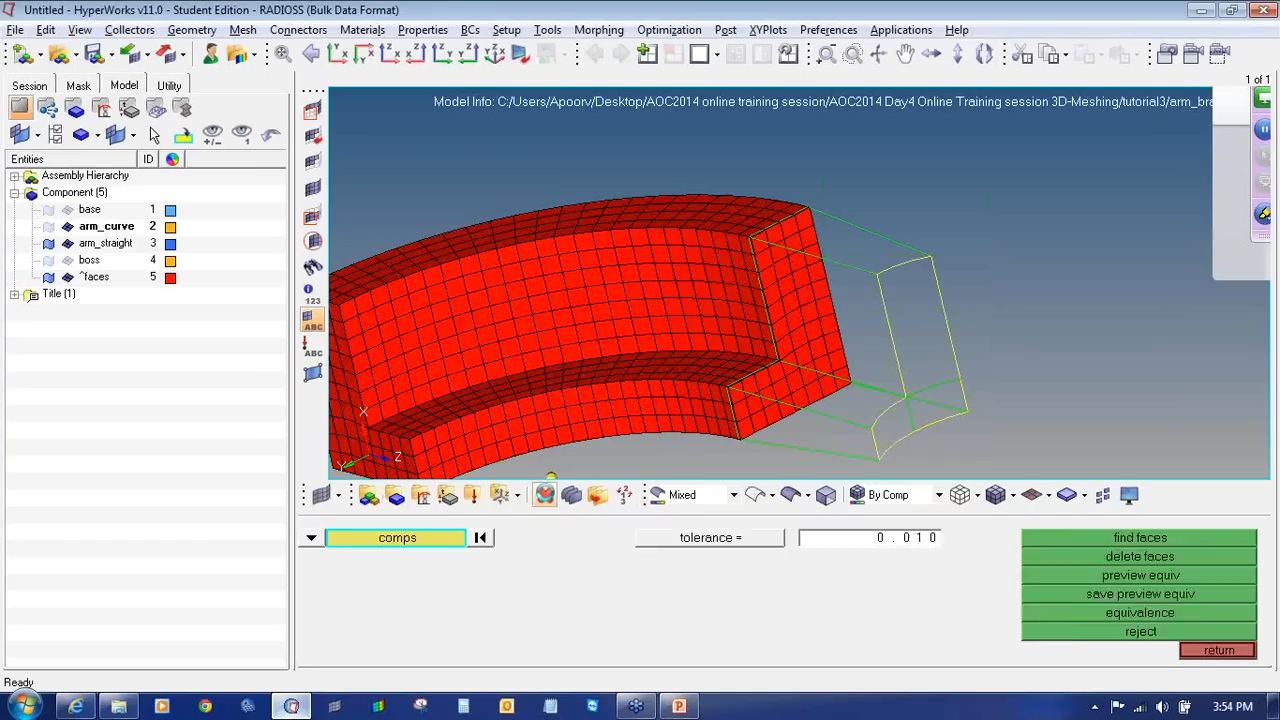 Untitled - HyperWorks v11.0 - Student Edition - RADIOSS (Bulk Data Format)
File Edit View Collectors Geometry Mesh Connectors Materials Properties BCs Setup Tools Morphing Optimization Post XYPlots Preferences Applications Help
Session Mask Model Utility
1 of 1
Model Info: C:/Users/Apoorv/Desktop/AOC2014 online training session/AOC2014 Day4 Online Training session 3D-Meshing/tutorial3/arm_bra
Entities ID
Assembly Hierarchy
Component (5)
base 1
arm_curve 2
arm_straight 3
boss 4
^faces 5
Title (1)
123
ABC
ABC
X
Y
Z
Mixed By Comp
comps tolerance = 0.010 find faces
delete faces
preview equiv
save preview equiv
equivalence
reject
return
Ready
3:54 PM